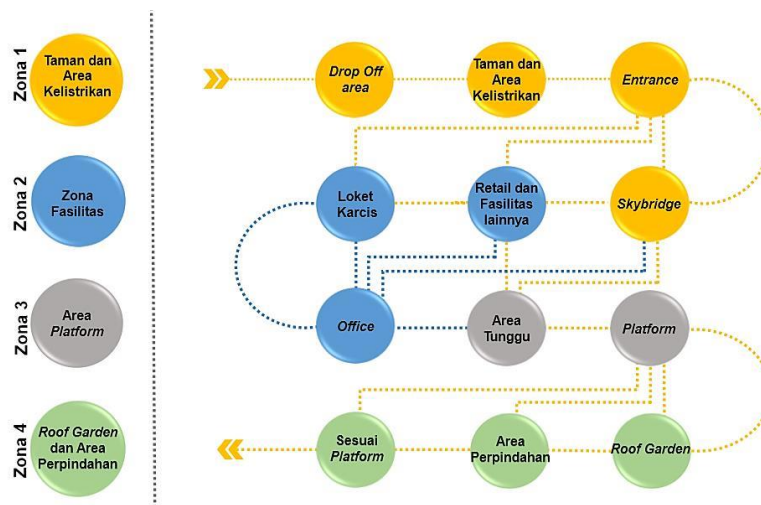 Zona 1
Taman dan
Area
Kelistrikan
Drop Off
area
Taman dan
Area
Kelistrikan
Entrance
Zona 2
Zona
Fasilitas
Loket
Karcis
Retail dan
Fasilitas
lainnya
Skybridge
Zona 3
Area
Platform
Office
Area
Tunggu
Platform
Zona 4
Roof Garden
dan Area
Perpindahan
Sesuai
Platform
Area
Perpindahan
Roof Garden